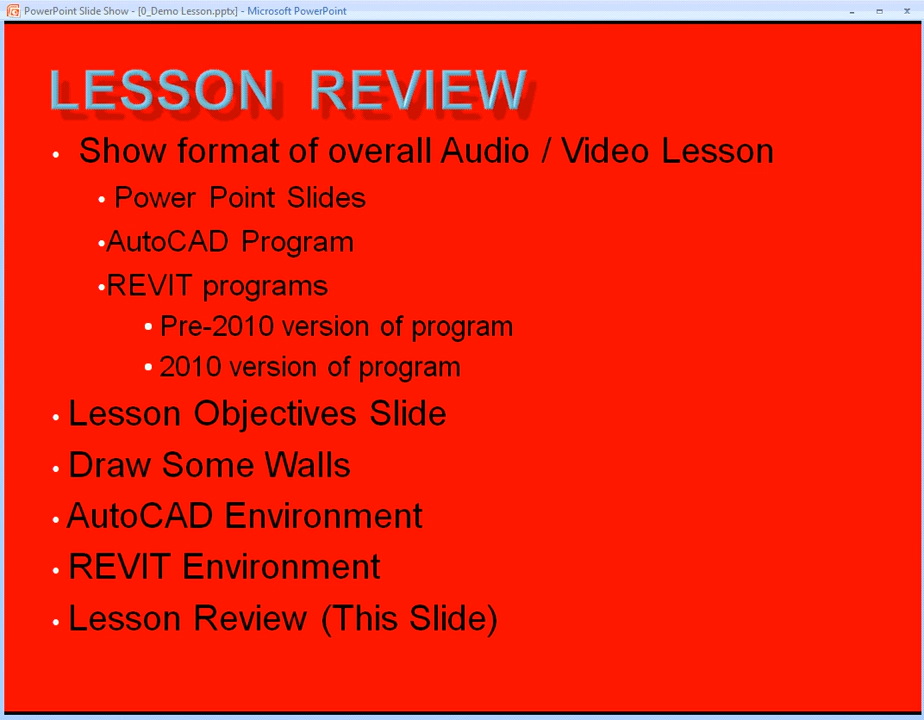 PowerPoint Slide Show - [0_Demo Lesson.pptx] - Microsoft PowerPoint
LESSON REVIEW
• Show format of overall Audio / Video Lesson
• Power Point Slides
•AutoCAD Program
•REVIT programs
• Pre-2010 version of program
• 2010 version of program
• Lesson Objectives Slide
• Draw Some Walls
• AutoCAD Environment
• REVIT Environment
• Lesson Review (This Slide)